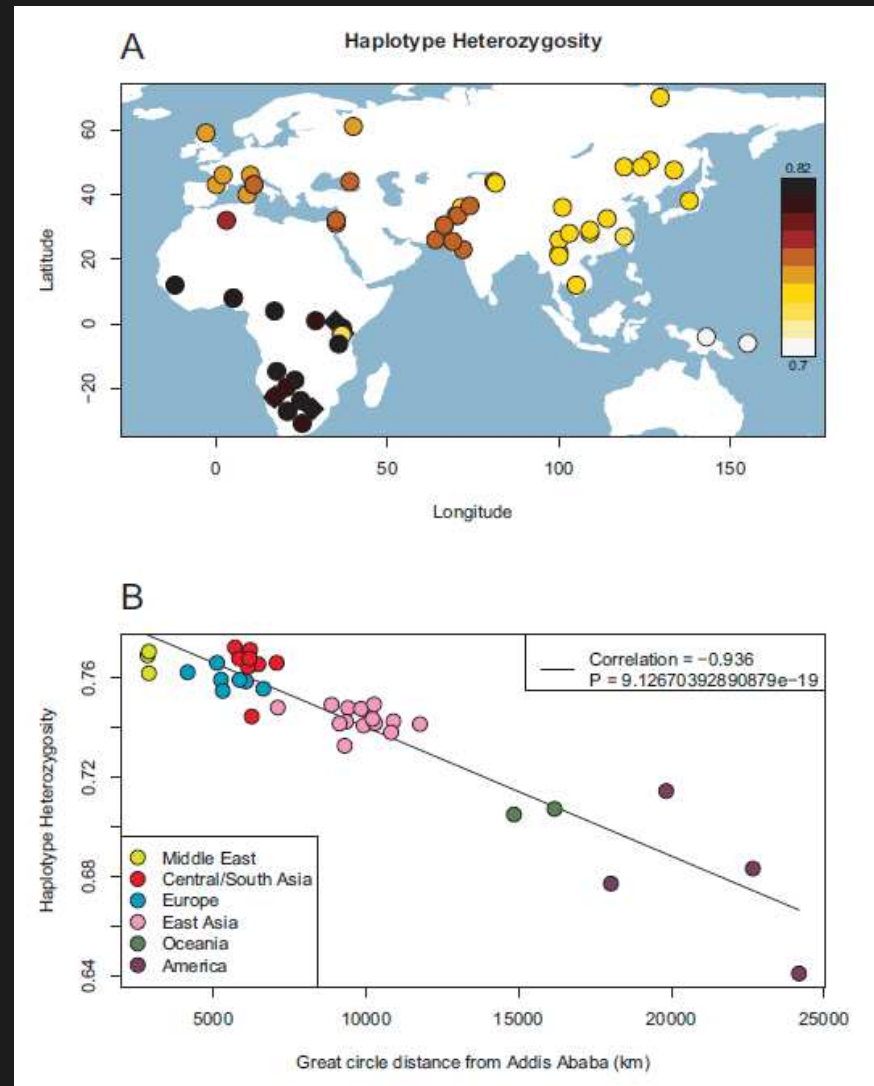 A
Haplotype Heterozygosity
60
40
20
0
−20
Latitude
0.82
0.7
0 50 100 150
Longitude
B
0.76
0.72
0.68
0.64
Haplotype Heterozygosity
Correlation = −0.936
P = 9.12670392890879e−19
Middle East
Central/South Asia
Europe
East Asia
Oceania
America
5000 10000 15000 20000 25000
Great circle distance from Addis Ababa (km)